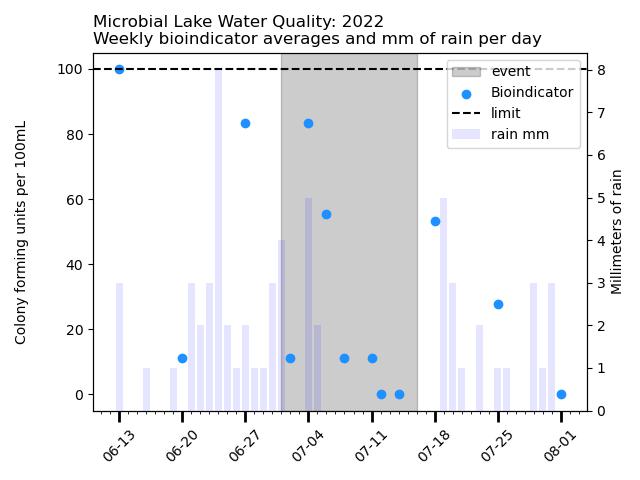 Microbial Lake Water Quality: 2022
Weekly bioindicator averages and mm of rain per day
Colony forming units per 100mL
100
80
60
40
20
0
event
Bioindicator
limit
rain mm
8
7
6
5
4
3
2
1
0
Millimeters of rain
06-13
06-20
06-27
07-04
07-11
07-18
07-25
08-01